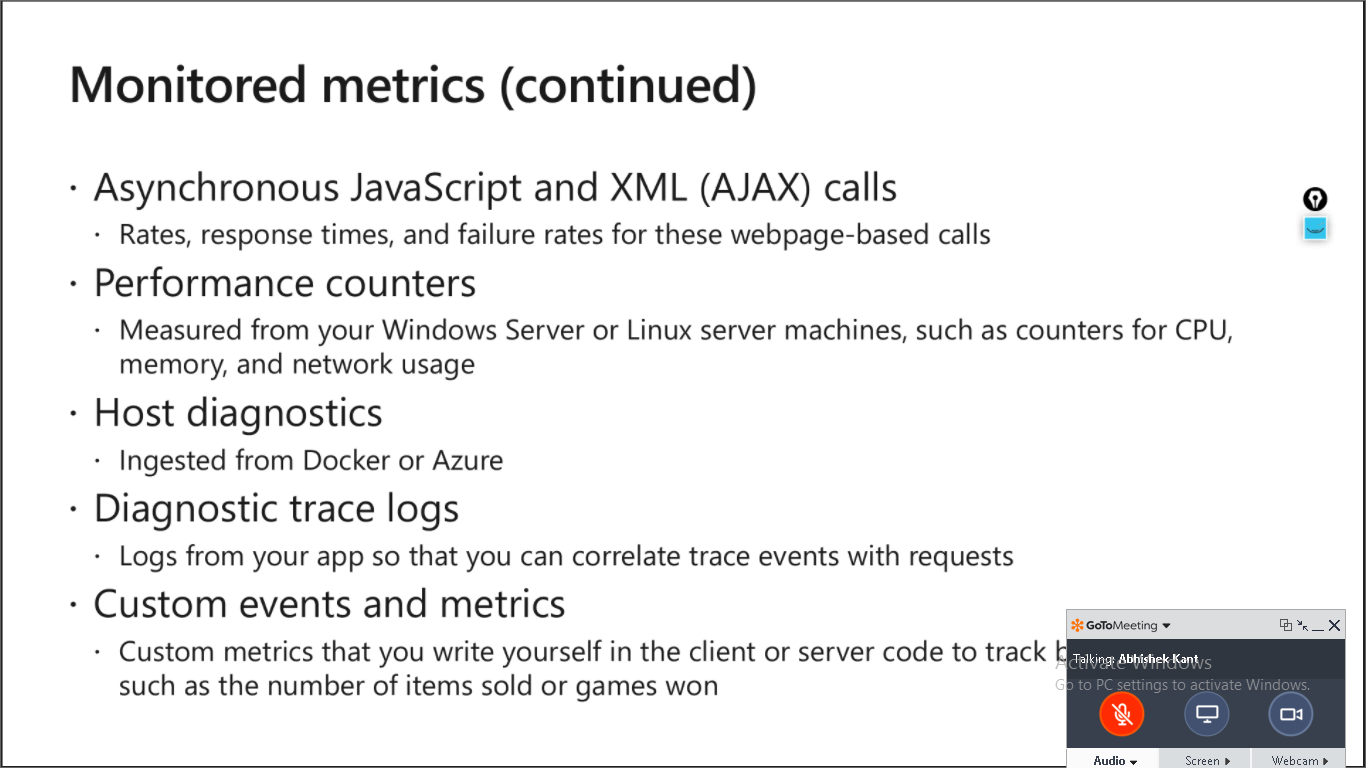 Monitored metrics (continued)
• Asynchronous JavaScript and XML (AJAX) calls
• Rates, response times, and failure rates for these webpage-based calls
• Performance counters
• Measured from your Windows Server or Linux server machines, such as counters for CPU,
memory, and network usage
• Host diagnostics
• Ingested from Docker or Azure
• Diagnostic trace logs
• Logs from your app so that you can correlate trace events with requests
• Custom events and metrics
• Custom metrics that you write yourself in the client or server code to track
such as the number of items sold or games won
GoToMeeting
Talking: Abhishek Kant
Activate Windows
Go to PC settings to activate Windows.
Audio Screen Webcam